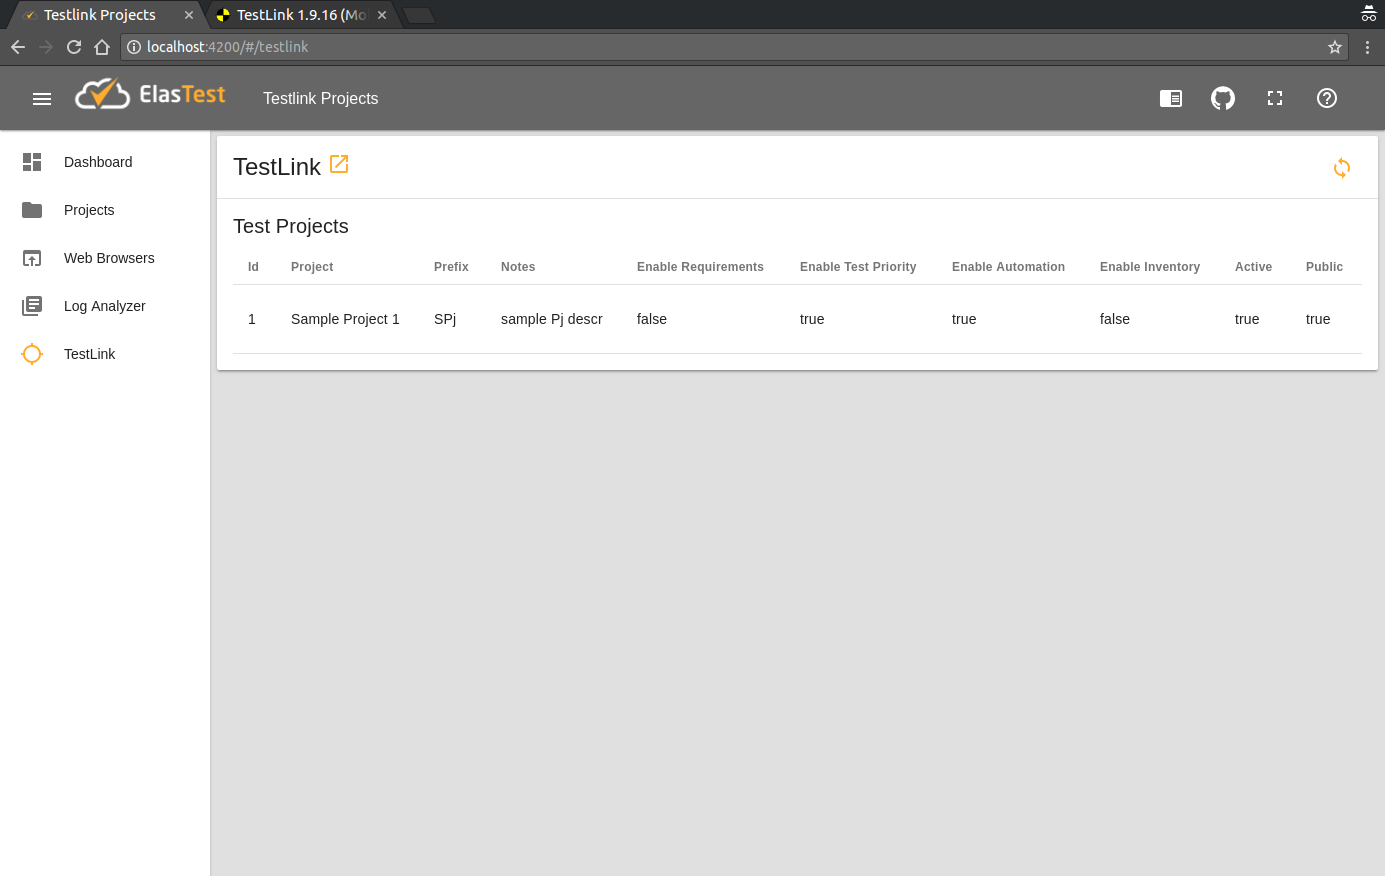 Testlink Projects
TestLink 1.9.16 (Mo
localhost:4200/#/testlink
ElasTest
Testlink Projects
Dashboard
Projects
Web Browsers
Log Analyzer
TestLink
TestLink
Test Projects
Id Project Prefix Notes Enable Requirements Enable Test Priority Enable Automation Enable Inventory Active Public
1 Sample Project 1 SPj sample Pj descr false true true false true true